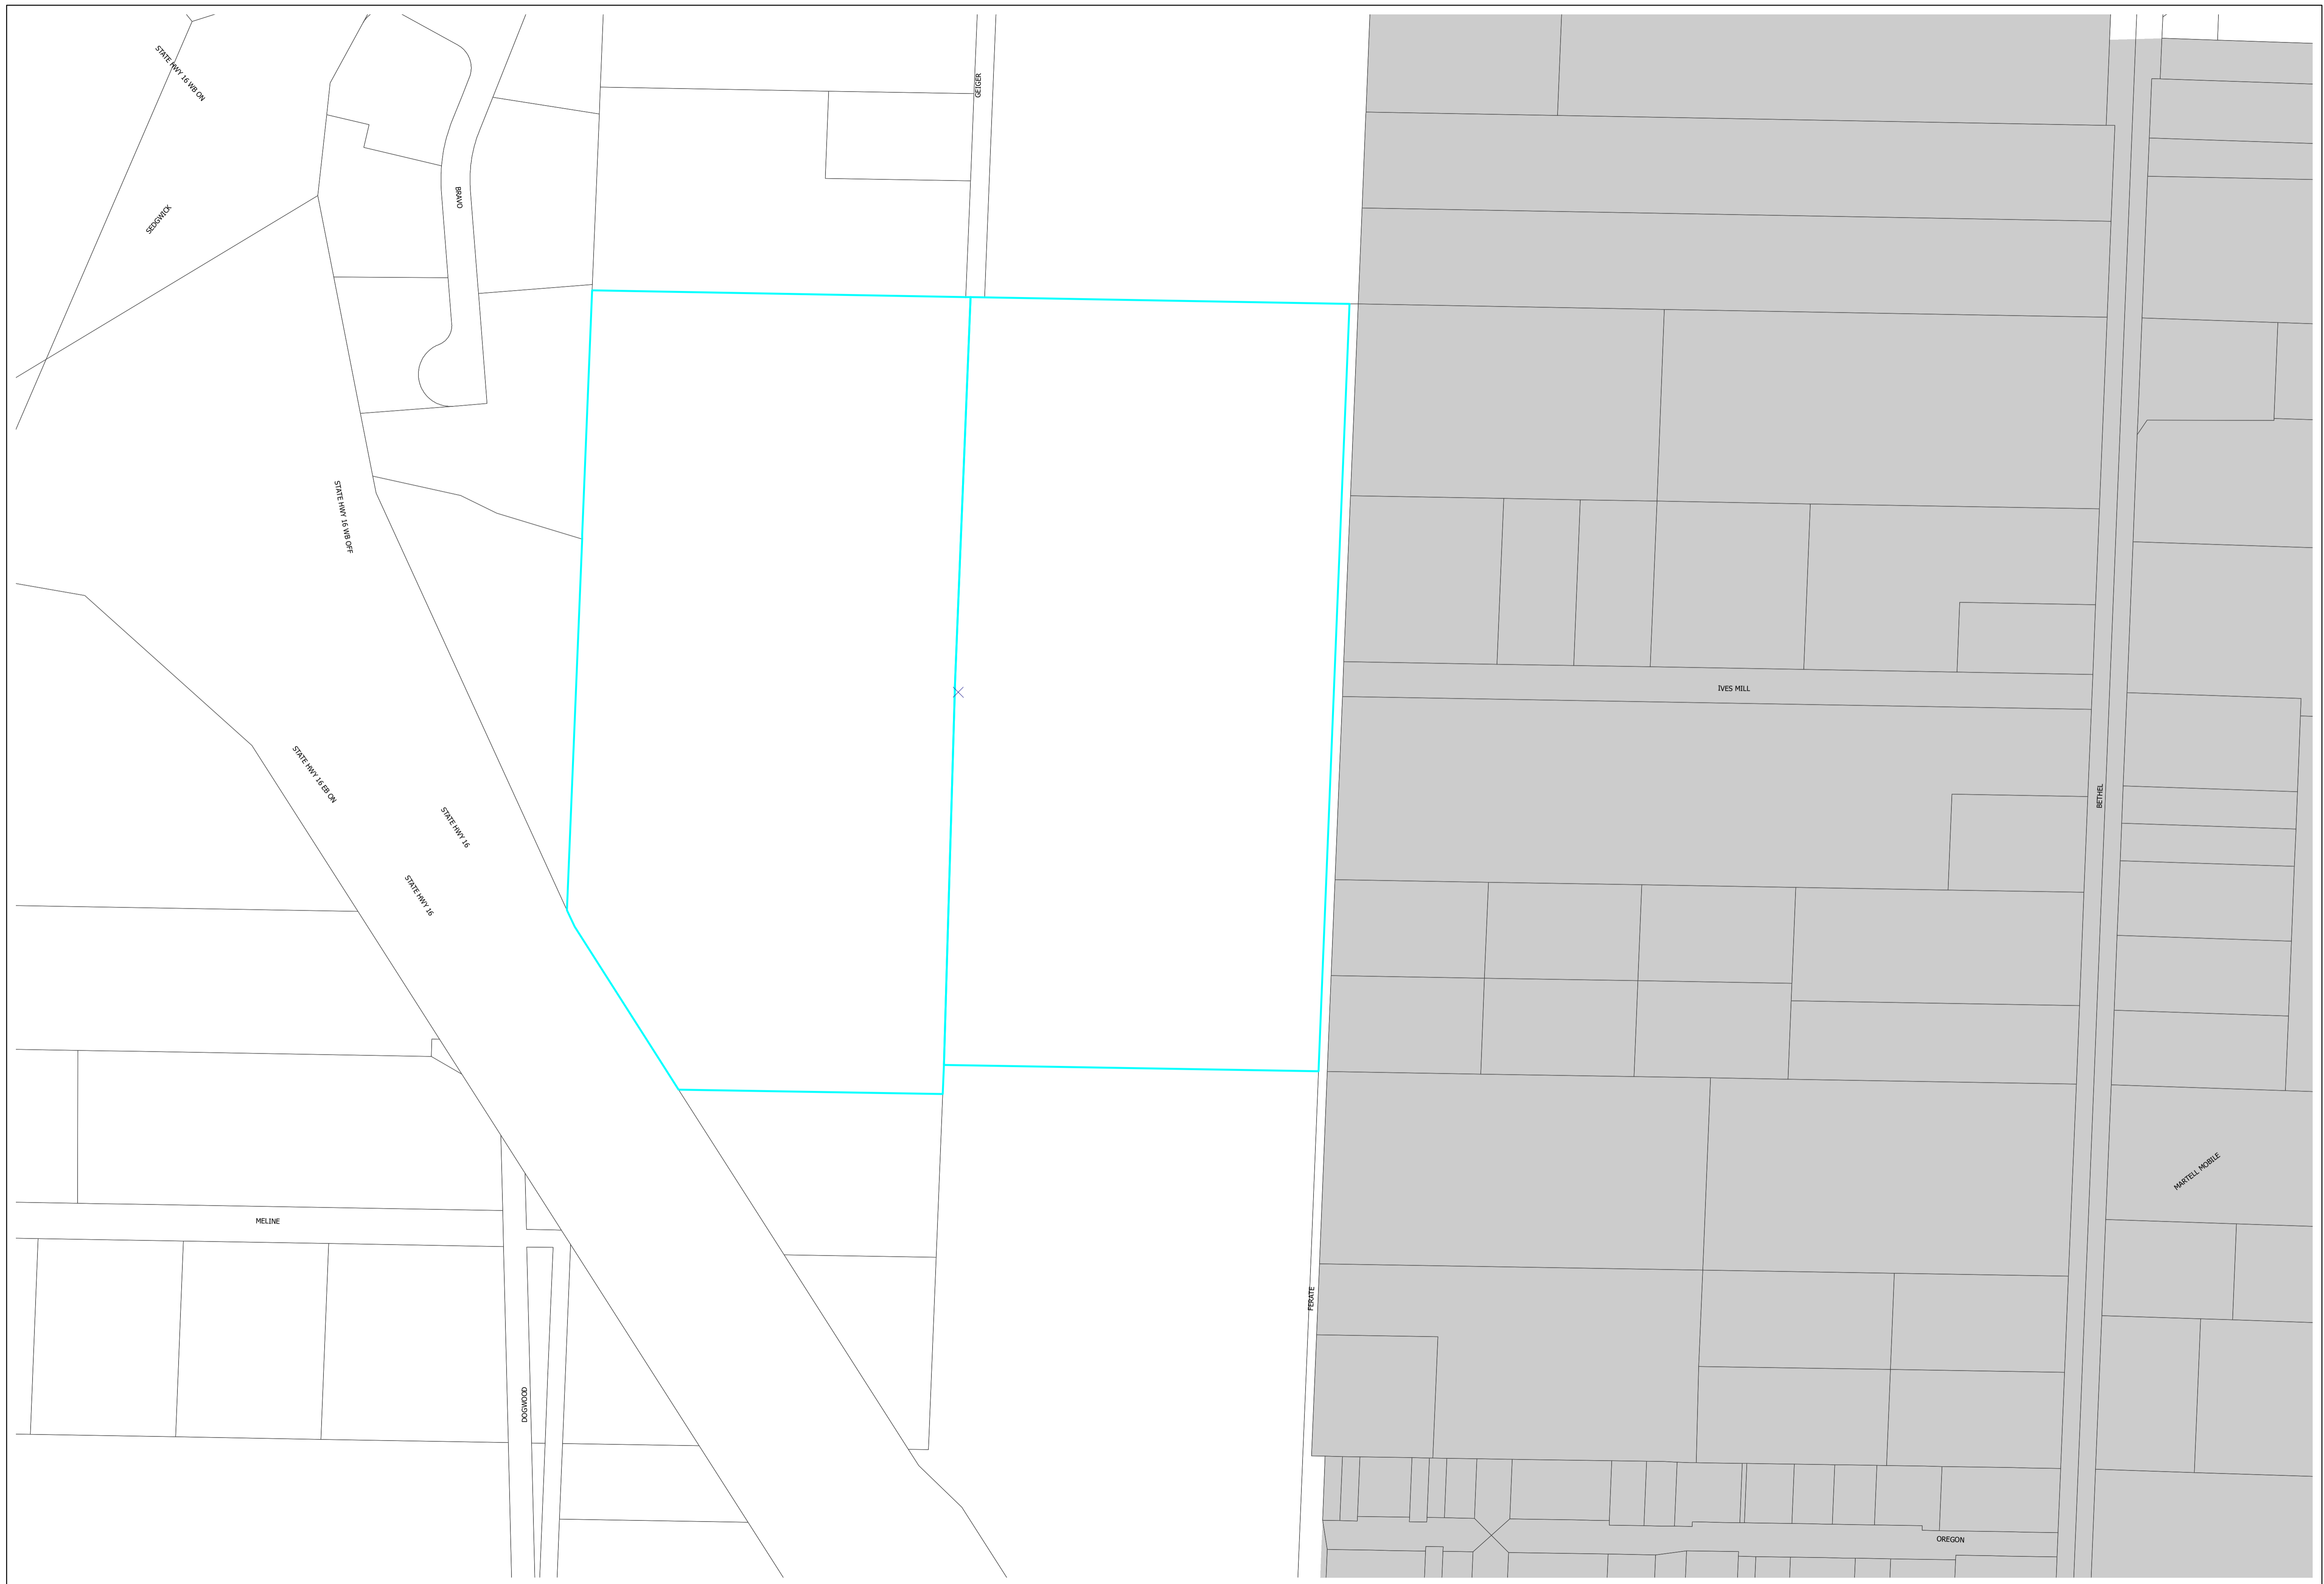 STATE HWY 16 WB ON
GEIGER
BRAVO
SEDGWICK
STATE HWY 16 WB OFF
IVES MILL
STATE HWY 16 EB ON
BETHEL
STATE HWY 16
STATE HWY 16
MARTELL MOBILE
MELINE
FERATE
DOGWOOD
OREGON